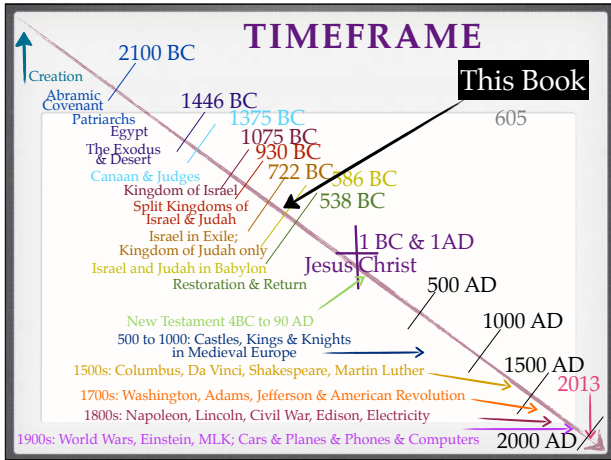 TIMEFRAME
2100 BC
This Book
Creation
Abramic
Covenant
Patriarchs
1446 BC
605
Egypt
1375 BC
The Exodus
& Desert
1075 BC
930 BC
Canaan & Judges
722 BC
586 BC
Kingdom of Israel
538 BC
Split Kingdoms of
Israel & Judah
Israel in Exile;
Kingdom of Judah only
1 BC & 1AD
Israel and Judah in Babylon
Jesus Christ
Restoration & Return
500 AD
New Testament 4BC to 90 AD
1000 AD
500 to 1000: Castles, Kings & Knights
in Medieval Europe
1500 AD
1500s: Columbus, Da Vinci, Shakespeare, Martin Luther
2013
1700s: Washington, Adams, Jefferson & American Revolution
1800s: Napoleon, Lincoln, Civil War, Edison, Electricity
1900s: World Wars, Einstein, MLK; Cars & Planes & Phones & Computers
2000 AD